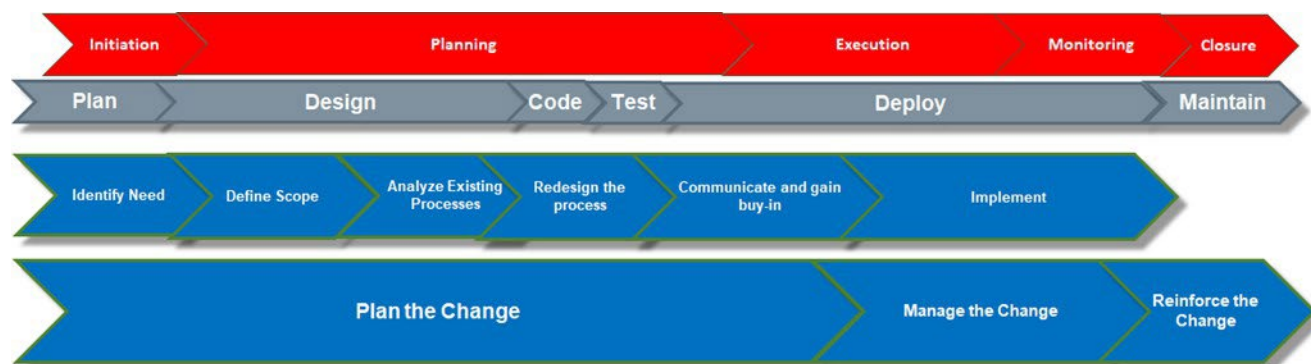 Initiation
Planning
Execution
Monitoring
Closure
Plan
Design
Code
Test
Deploy
Maintain
Identify Need
Define Scope
Analyze Existing
Processes
Redesign the
process
Communicate and gain
buy-in
Implement
Plan the Change
Manage the Change
Reinforce the
Change